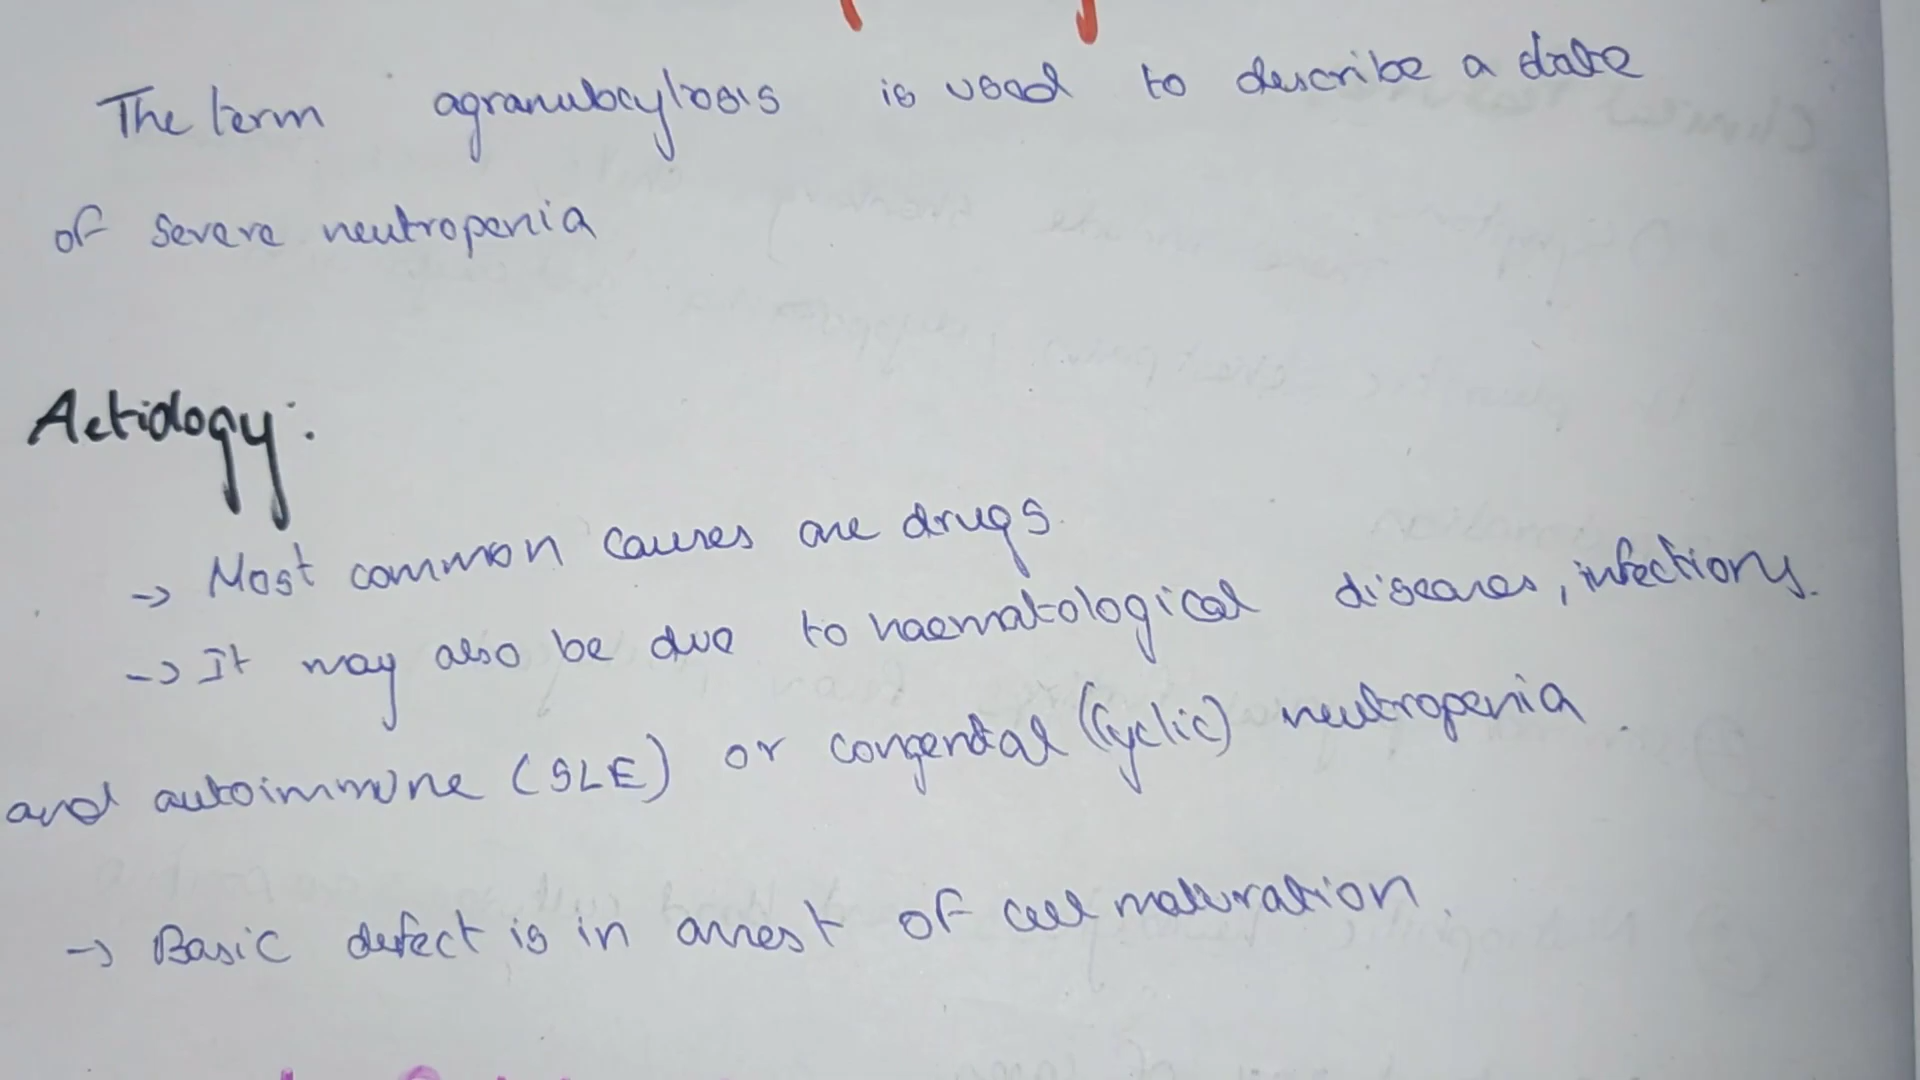 The term agranulocytosis is used to describe a state
of severe neutropenia
Aetiology:
→ Most common causes are drugs.
→ It may also be due to haematological diseases, infections.
and autoimmune (SLE) or congenital (Cyclic) neutropenia.
→ Basic defect is in arrest of cell maturation.